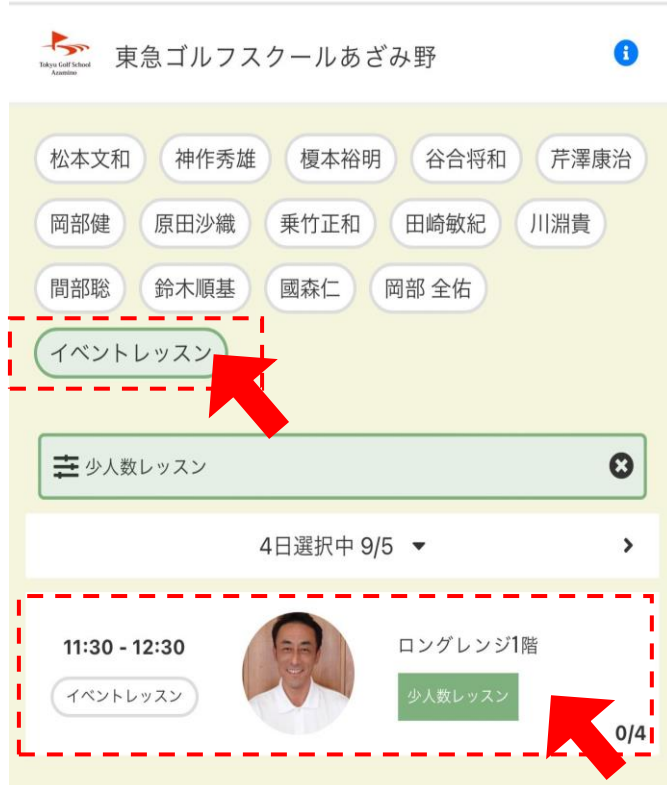 Tokyu Golf School
Azamino
東急ゴルフスクールあざみ野
松本文和 神作秀雄 榎本裕明 谷合将和 芹澤康治
岡部健 原田沙織 乗竹正和 田崎敏紀 川淵貴
間部聡 鈴木順基 國森仁 岡部 全佑
イベントレッスン
少人数レッスン
4日選択中 9/5
11:30 - 12:30 ロングレンジ1階
イベントレッスン 少人数レッスン
0/4